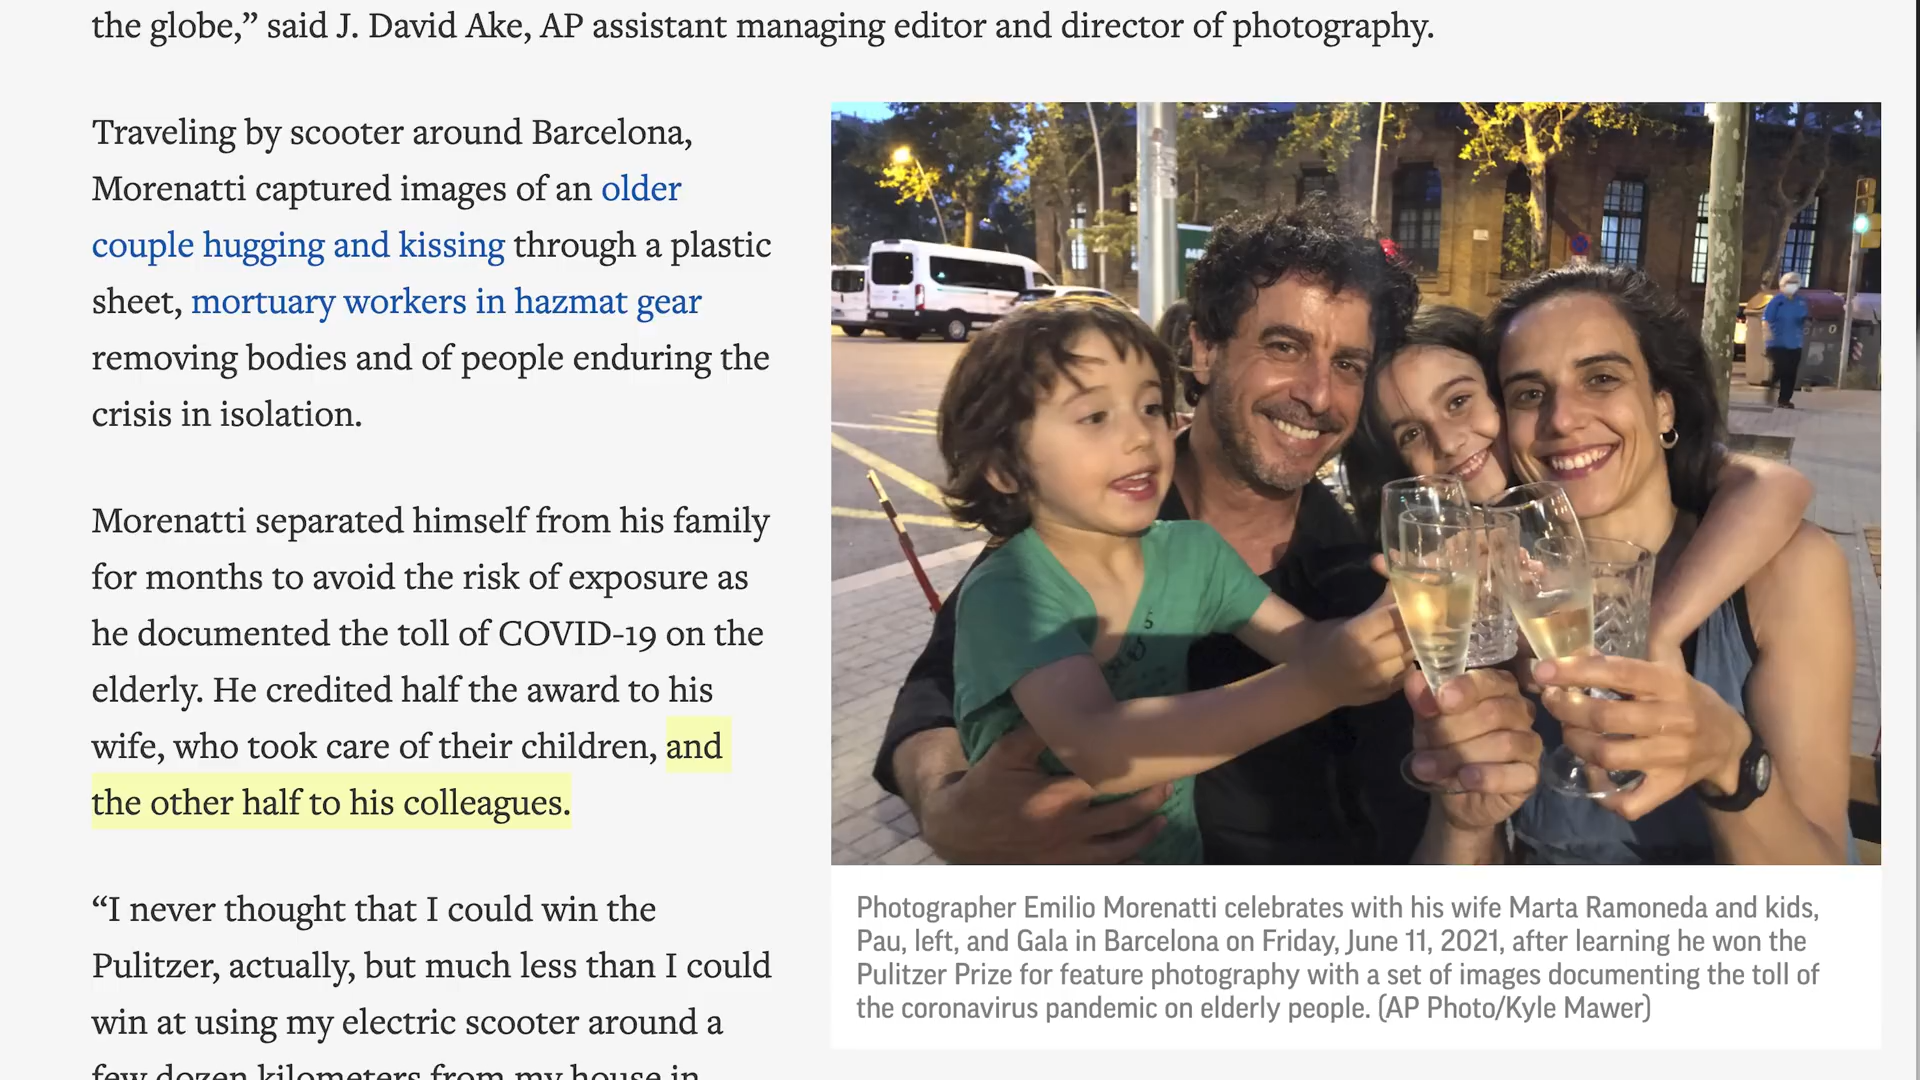 the globe,” said J. David Ake, AP assistant managing editor and director of photography.
Traveling by scooter around Barcelona,
Morenatti captured images of an older
couple hugging and kissing through a plastic
sheet, mortuary workers in hazmat gear
removing bodies and of people enduring the
crisis in isolation.
Morenatti separated himself from his family
for months to avoid the risk of exposure as
he documented the toll of COVID-19 on the
elderly. He credited half the award to his
wife, who took care of their children, and
the other half to his colleagues.
“I never thought that I could win the
Pulitzer, actually, but much less than I could
win at using my electric scooter around a
few dozen kilometers from my house in
Photographer Emilio Morenatti celebrates with his wife Marta Ramoneda and kids,
Pau, left, and Gala in Barcelona on Friday, June 11, 2021, after learning he won the
Pulitzer Prize for feature photography with a set of images documenting the toll of
the coronavirus pandemic on elderly people. (AP Photo/Kyle Mawer)